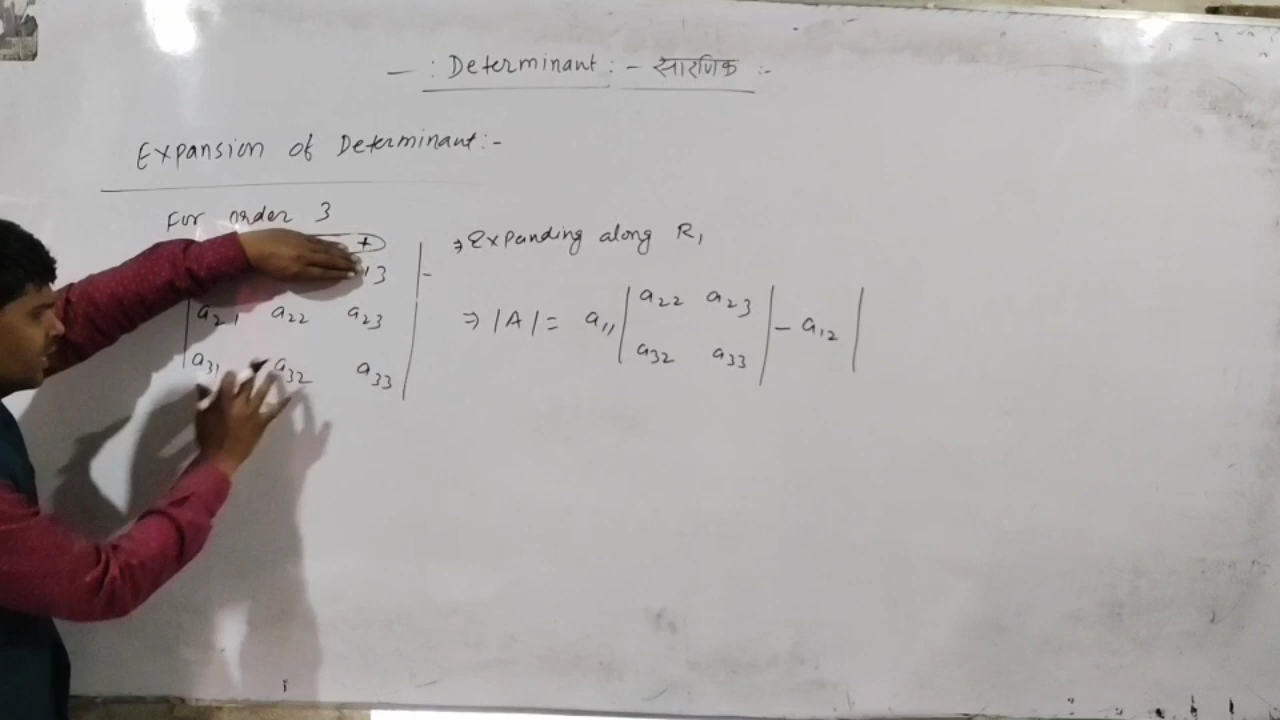 — : Determinant : - सारणिक :-
Expansion of Determinant:-
For order 3
+
13
a21 a22 a23
a31 a32 a33
⇒ Expanding along R1
⇒ |A| = a11 | a22 a23 | - a12 |
a32 a33